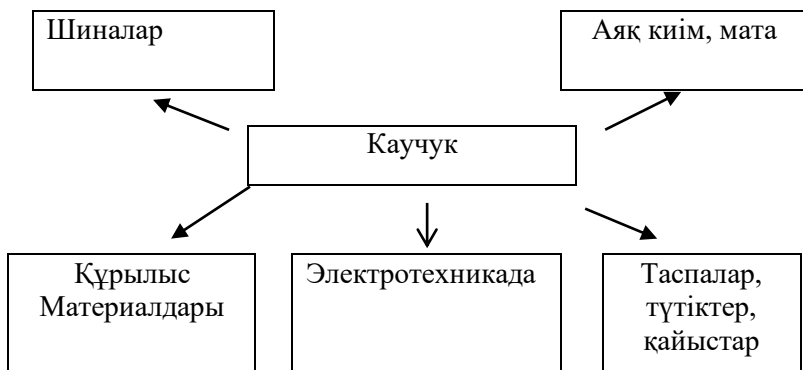 Шиналар
Аяқ киім, мата
Каучук
Құрылыс
Материалдары
Электротехникада
Таспалар,
түтіктер,
қайыстар